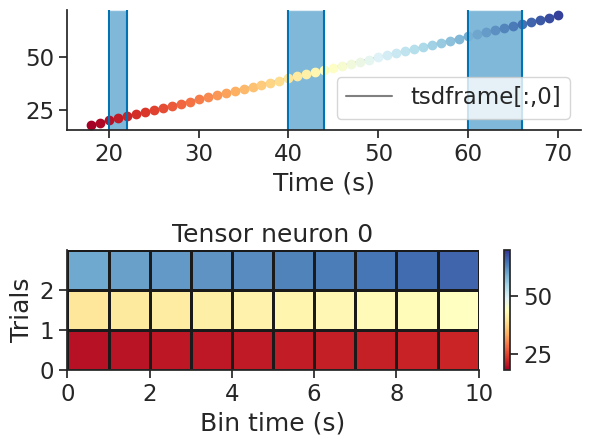 50
25
tsdframe[:,0]
20 30 40 50 60 70
Time (s)
Tensor neuron 0
Trials
2
1
0
50
25
0 2 4 6 8 10
Bin time (s)